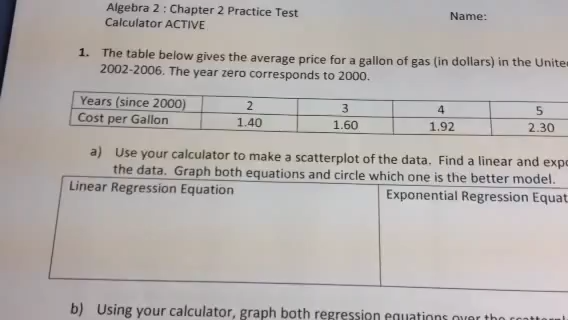 Algebra 2 : Chapter 2 Practice Test
Name:
Calculator ACTIVE
1. The table below gives the average price for a gallon of gas (in dollars) in the
2002-2006. The year zero corresponds to 2000.
Years (since 2000) 2 3 4 5
Cost per Gallon 1.40 1.60 1.92 2.30
a) Use your calculator to make a scatterplot of the data. Find a linear and
the data. Graph both equations and circle which one is the better model.
Linear Regression Equation
Exponential Regression
b) Using your calculator, graph both regression equations over the